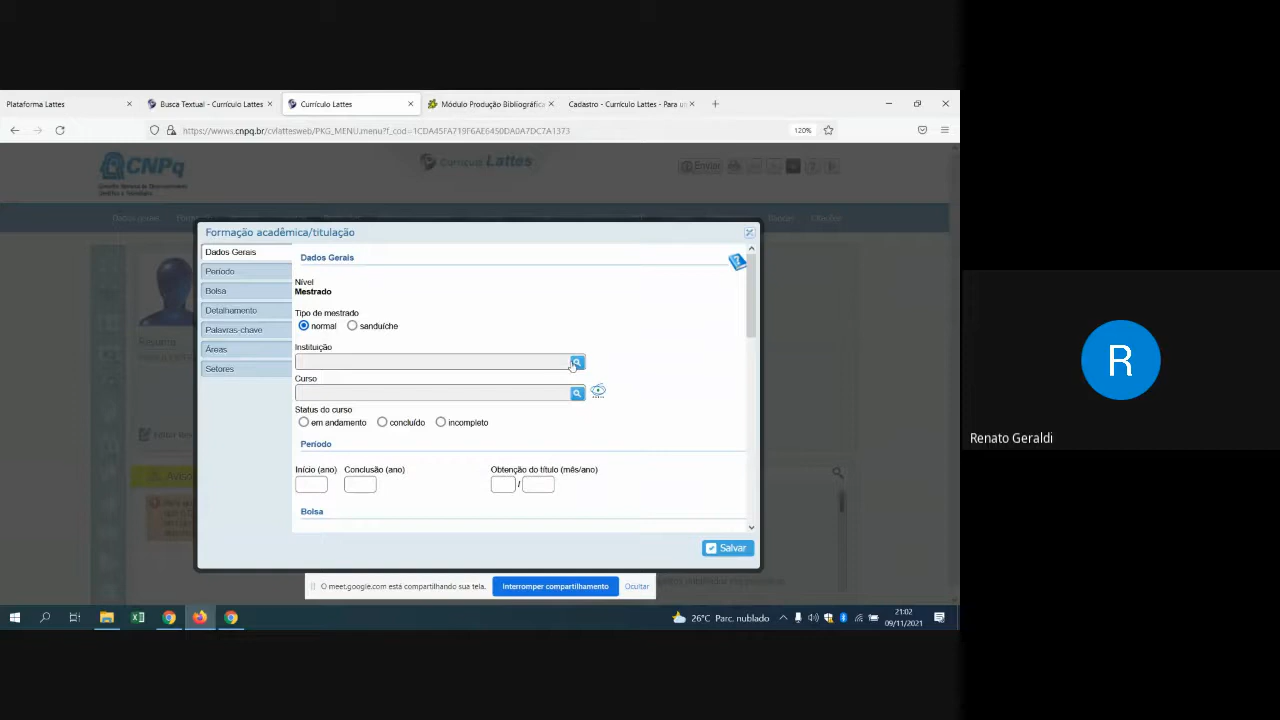 Plataforma Lattes
Busca Textual - Currículo Lattes
Currículo Lattes
Módulo Produção Bibliográfica
Cadastro - Currículo Lattes - Para u
https://wwws.cnpq.br/cvlattesweb/PKG_MENU.menu?f_cod=1CDA45FA719F6AE6450DA0A7DC7A1373
120%
CNPq
Currículo Lattes
Enviar
Formação acadêmica/titulação
Dados Gerais
Período
Bolsa
Detalhamento
Palavras-chave
Áreas
Setores
Dados Gerais
Nível
Mestrado
Tipo de mestrado
normal
sanduíche
Instituição
Curso
Status do curso
em andamento
concluído
incompleto
Período
Início (ano)
Conclusão (ano)
Obtenção do título (mês/ano)
/
Bolsa
Salvar
O meet.google.com está compartilhando sua tela.
Interromper compartilhamento
Ocultar
26°C Parc. nublado
21:02
09/11/2021
R
Renato Geraldi